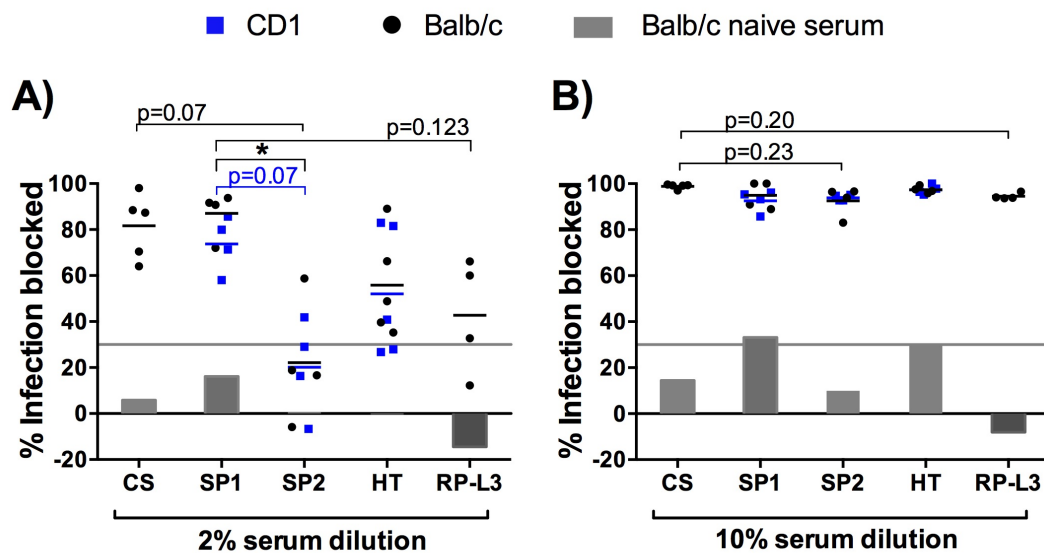 CD1 Balb/c Balb/c naive serum
A)
p=0.07
p=0.123
*
p=0.07
% Infection blocked
100
80
60
40
20
0
-20
CS SP1 SP2 HT RP-L3
2% serum dilution
B)
p=0.20
p=0.23
% Infection blocked
100
80
60
40
20
0
-20
CS SP1 SP2 HT RP-L3
10% serum dilution